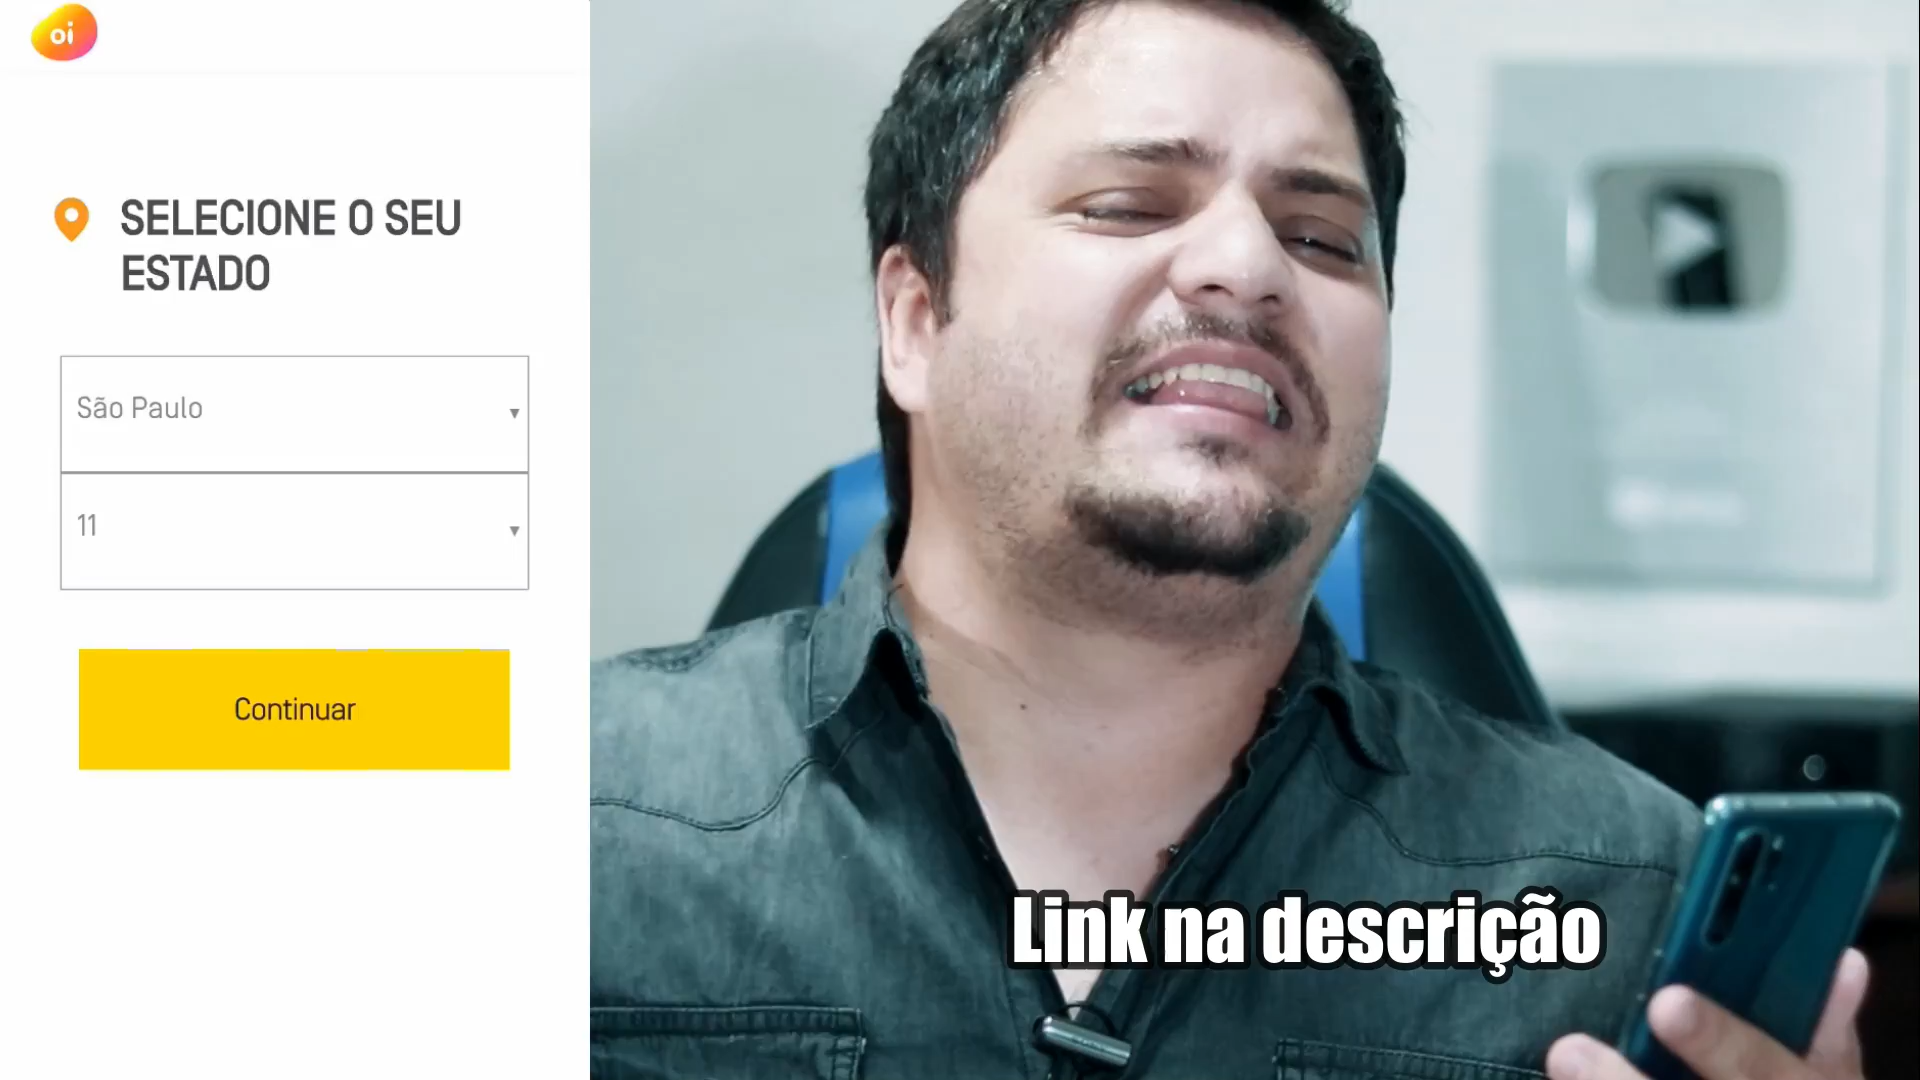 oi
SELECIONE O SEU
ESTADO
São Paulo
11
Continuar
Link na descrição